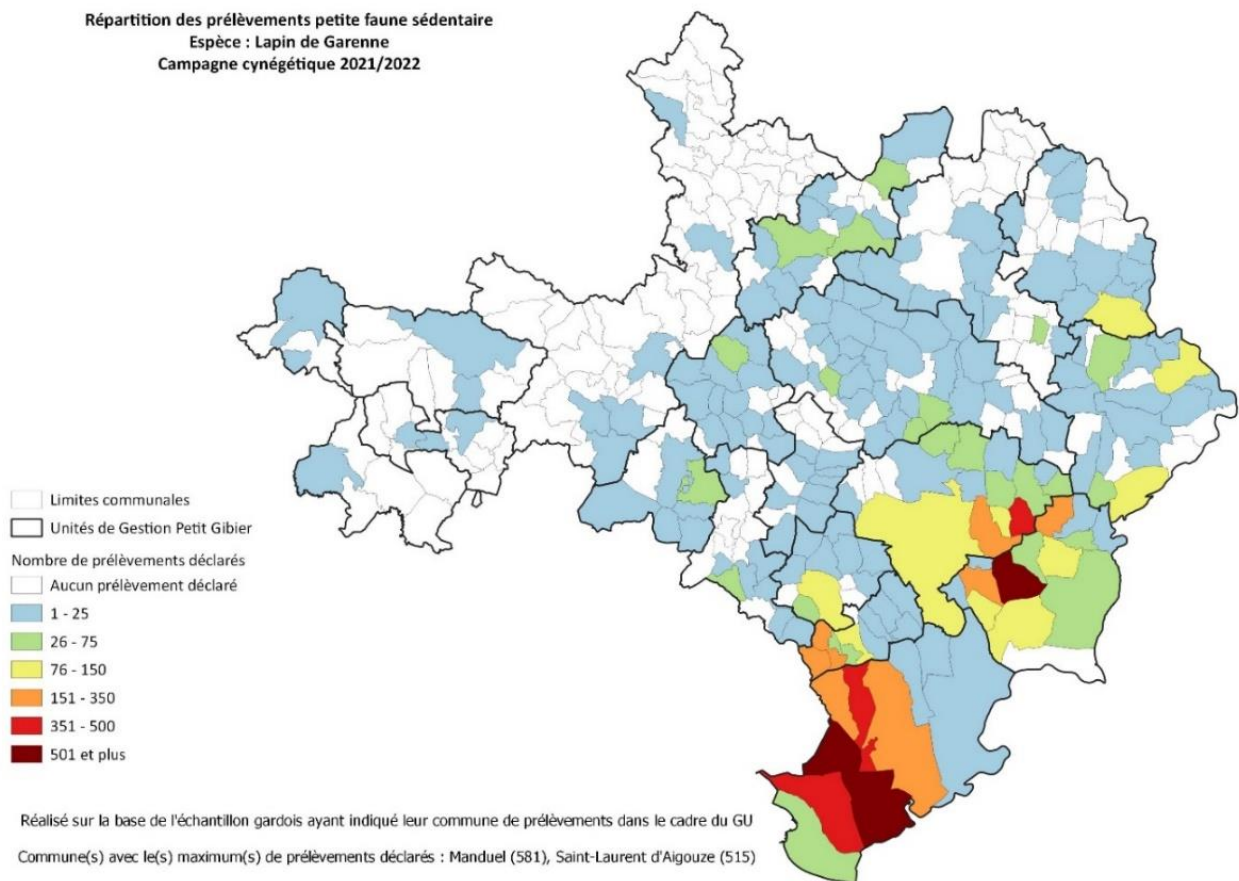 Répartition des prélèvements petite faune sédentaire
Espèce : Lapin de Garenne
Campagne cynégétique 2021/2022
Limites communales
Unités de Gestion Petit Gibier
Nombre de prélèvements déclarés
Aucun prélèvement déclaré
1 - 25
26 - 75
76 - 150
151 - 350
351 - 500
501 et plus
Réalisé sur la base de l'échantillon gardois ayant indiqué leur commune de prélèvements dans le cadre du GU
Commune(s) avec le(s) maximum(s) de prélèvements déclarés : Manduel (581), Saint-Laurent d'Aigouze (515)